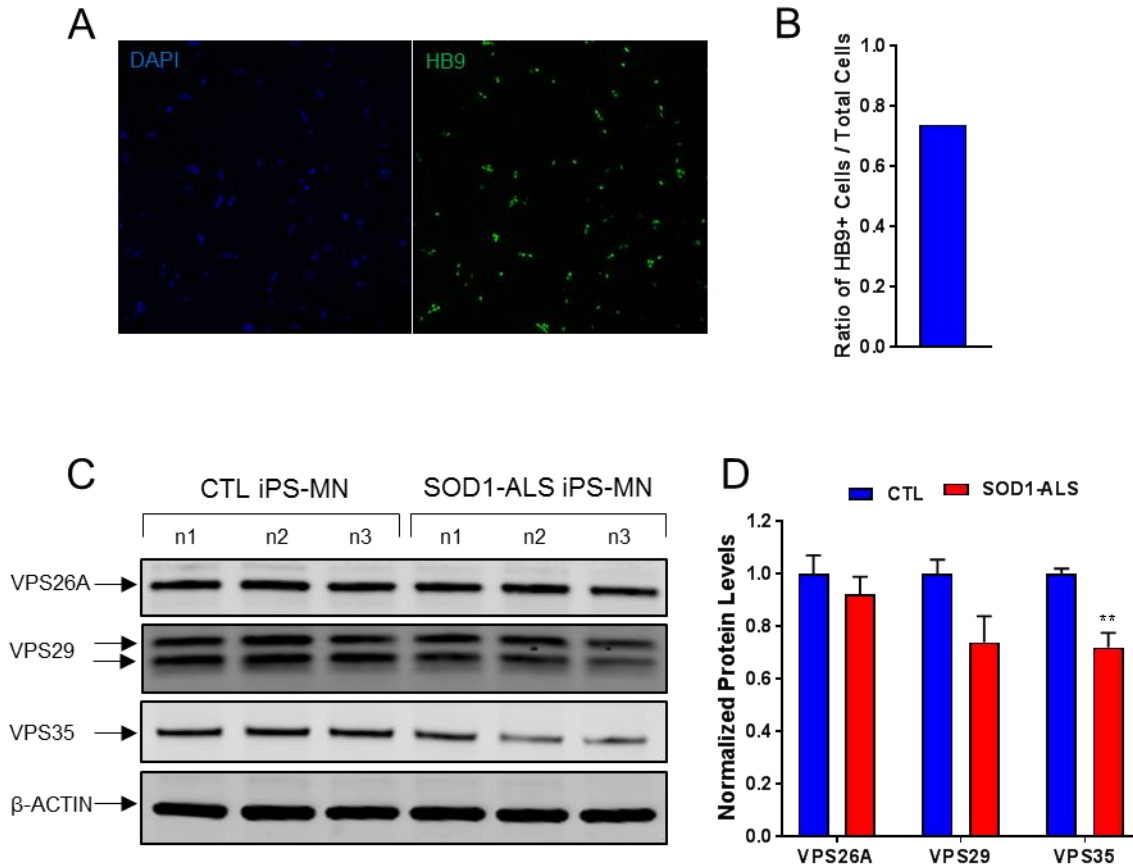 A
DAPI
HB9
B
Ratio of HB9+ Cells / Total Cells
1.0
0.8
0.6
0.4
0.2
0.0
C
CTL iPS-MN
SOD1-ALS iPS-MN
n1 n2 n3 n1 n2 n3
VPS26A
VPS29
VPS35
β-ACTIN
D
CTL SOD1-ALS
Normalized Protein Levels
1.2
1.0
0.8
0.6
0.4
0.2
0.0
**
VPS26A VPS29 VPS35